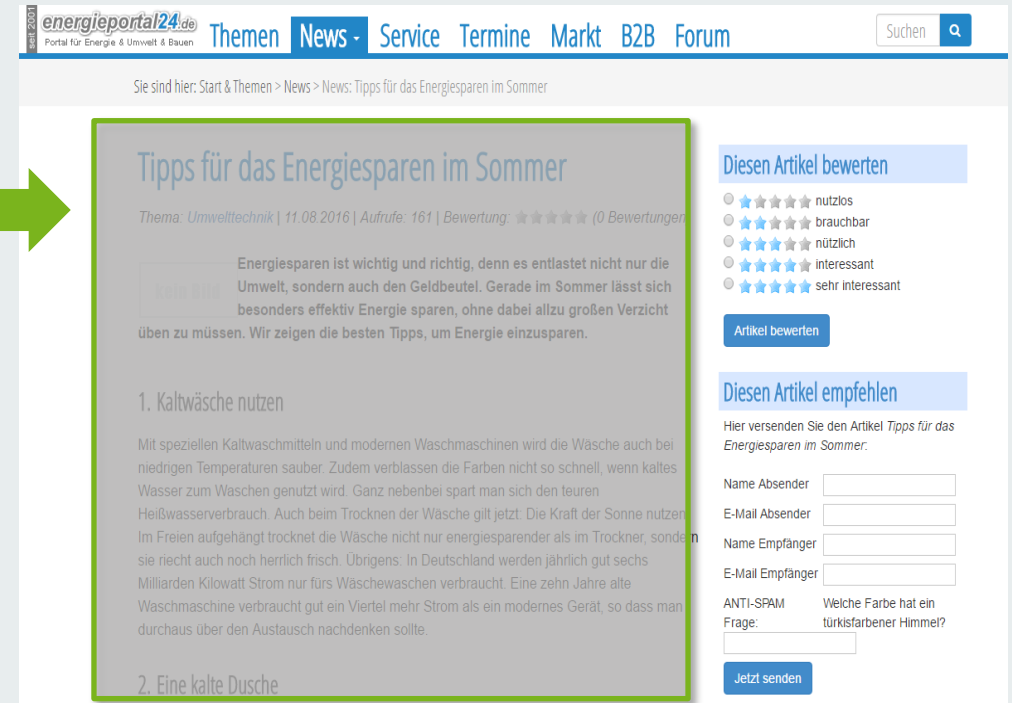 seit 2001
energieportal24.de
Portal für Energie & Umwelt & Bauen
Themen News Service Termine Markt B2B Forum
Suchen
Sie sind hier: Start & Themen > News > News: Tipps für das Energiesparen im Sommer
Tipps für das Energiesparen im Sommer
Thema: Umwelttechnik | 11.08.2016 | Aufrufe: 161 | Bewertung: (0 Bewertungen
Energiesparen ist wichtig und richtig, denn es entlastet nicht nur die
Umwelt, sondern auch den Geldbeutel. Gerade im Sommer lässt sich
besonders effektiv Energie sparen, ohne dabei allzu großen Verzicht
üben zu müssen. Wir zeigen die besten Tipps, um Energie einzusparen.
1. Kaltwäsche nutzen
Mit speziellen Kaltwaschmitteln und modernen Waschmaschinen wird die Wäsche auch bei
niedrigen Temperaturen sauber. Zudem verblassen die Farben nicht so schnell, wenn kaltes
Wasser zum Waschen genutzt wird. Ganz nebenbei spart man sich den teuren
Heißwasserverbrauch. Auch beim Trocknen der Wäsche gilt jetzt: Die Kraft der Sonne nutzen
Im Freien aufgehängt trocknet die Wäsche nicht nur energiesparender als im Trockner, sondern
sie riecht auch noch herrlich frisch. Übrigens: In Deutschland werden jährlich gut sechs
Milliarden Kilowatt Strom nur fürs Wäschewaschen verbraucht. Eine zehn Jahre alte
Waschmaschine verbraucht gut ein Viertel mehr Strom als ein modernes Gerät, so dass man
durchaus über den Austausch nachdenken sollte.
2. Eine kalte Dusche
Diesen Artikel bewerten
nutzlos
brauchbar
nützlich
interessant
sehr interessant
Artikel bewerten
Diesen Artikel empfehlen
Hier versenden Sie den Artikel Tipps für das
Energiesparen im Sommer:
Name Absender
E-Mail Absender
Name Empfänger
E-Mail Empfänger
ANTI-SPAM Welche Farbe hat ein
Frage: türkisfarbener Himmel?
Jetzt senden